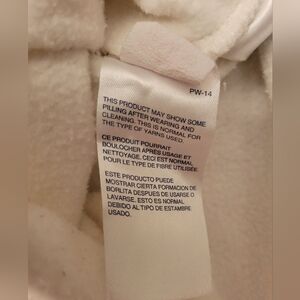 PW-14
THIS PRODUCT MAY SHOW SOME
PILLING AFTER WEARING AND
CLEANING. THIS IS NORMAL FOR
THE TYPE OF YARNS USED.
CE PRODUIT POURRAIT
BOULOCHER APRES USAGE ET
NETTOYAGE. CECI EST NORMAL
POUR LE TYPE DE FIBRE UTILISÉE.
ESTE PRODUCTO PUEDE
MOSTRAR CIERTA FORMACION DE
BORLITA DESPUES DE USARSE O
LAVARSE. ESTO ES NORMAL
DEBIDO AL TIPO DE ESTAMBRE
USADO.